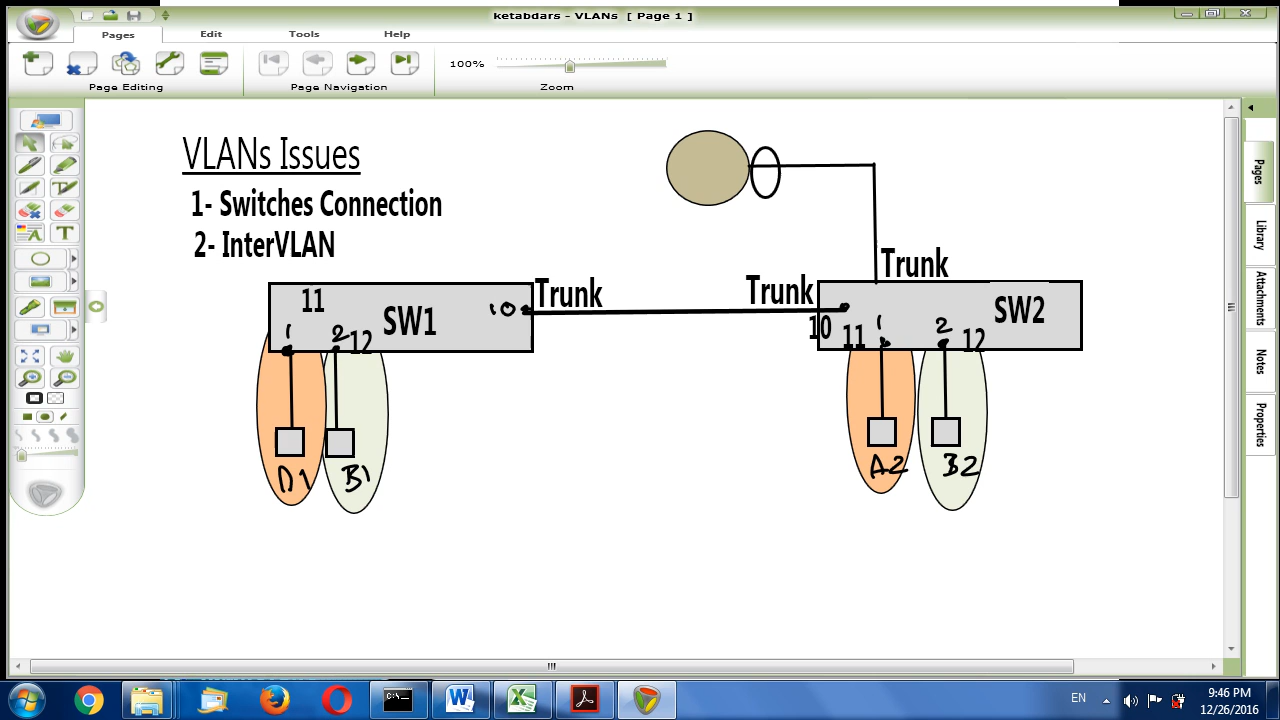 ketabdars - VLANs [ Page 1 ]
Pages Edit Tools Help
100%
Page Editing Page Navigation Zoom
VLANs Issues
1- Switches Connection
2- InterVLAN
Trunk
Trunk Trunk
11 10 SW1
1 2 12
SW2
10 11 1 2 12
B1
A2 B2
Pages
Library
Attachments
Notes
Properties
EN
9:46 PM
12/26/2016